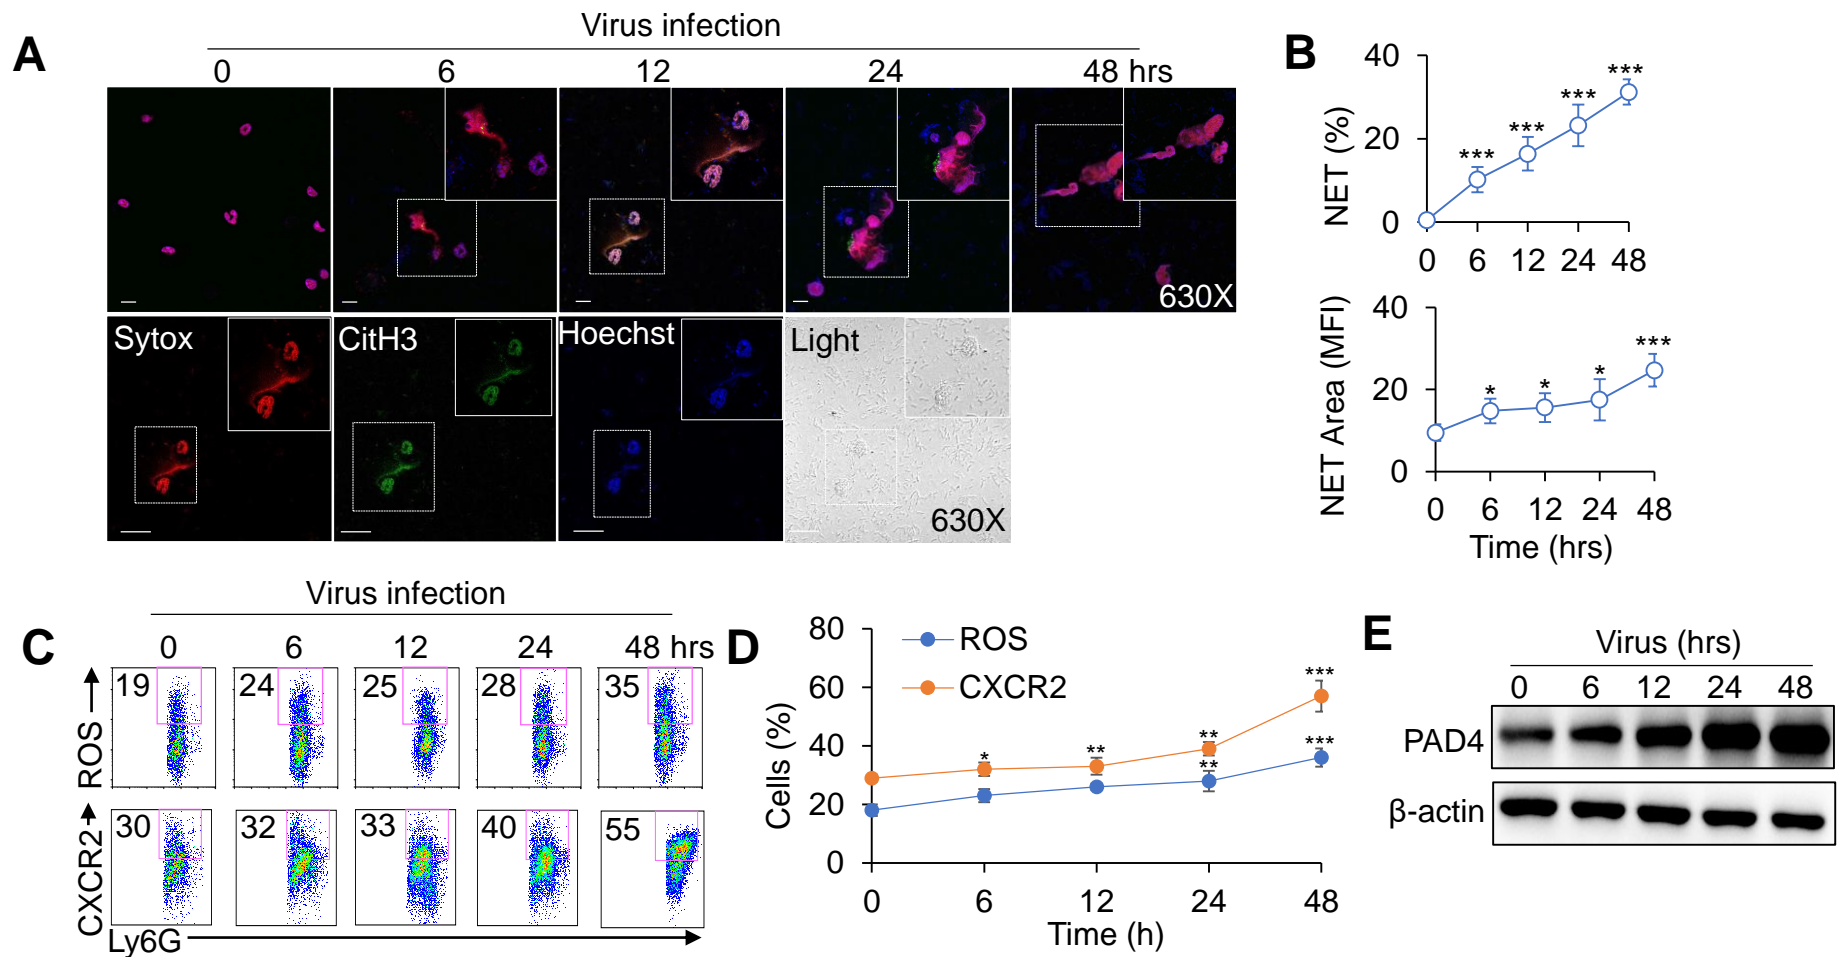 A
Virus infection
0 6 12 24 48 hrs
630X
Sytox
CitH3
Hoechst
Light
630X
B
NET (%)
40
20
0
***
***
***
***
0 6 12 24 48
NET Area (MFI)
40
20
0
*
*
*
***
0 6 12 24 48
Time (hrs)
C
Virus infection
0 6 12 24 48 hrs
ROS
19 24 25 28 35
CXCR2
30 32 33 40 55
Ly6G
D
Cells (%)
80
60
40
20
0
ROS
CXCR2
*
**
**
**
***
***
0 6 12 24 48
Time (h)
E
Virus (hrs)
0 6 12 24 48
PAD4
β-actin